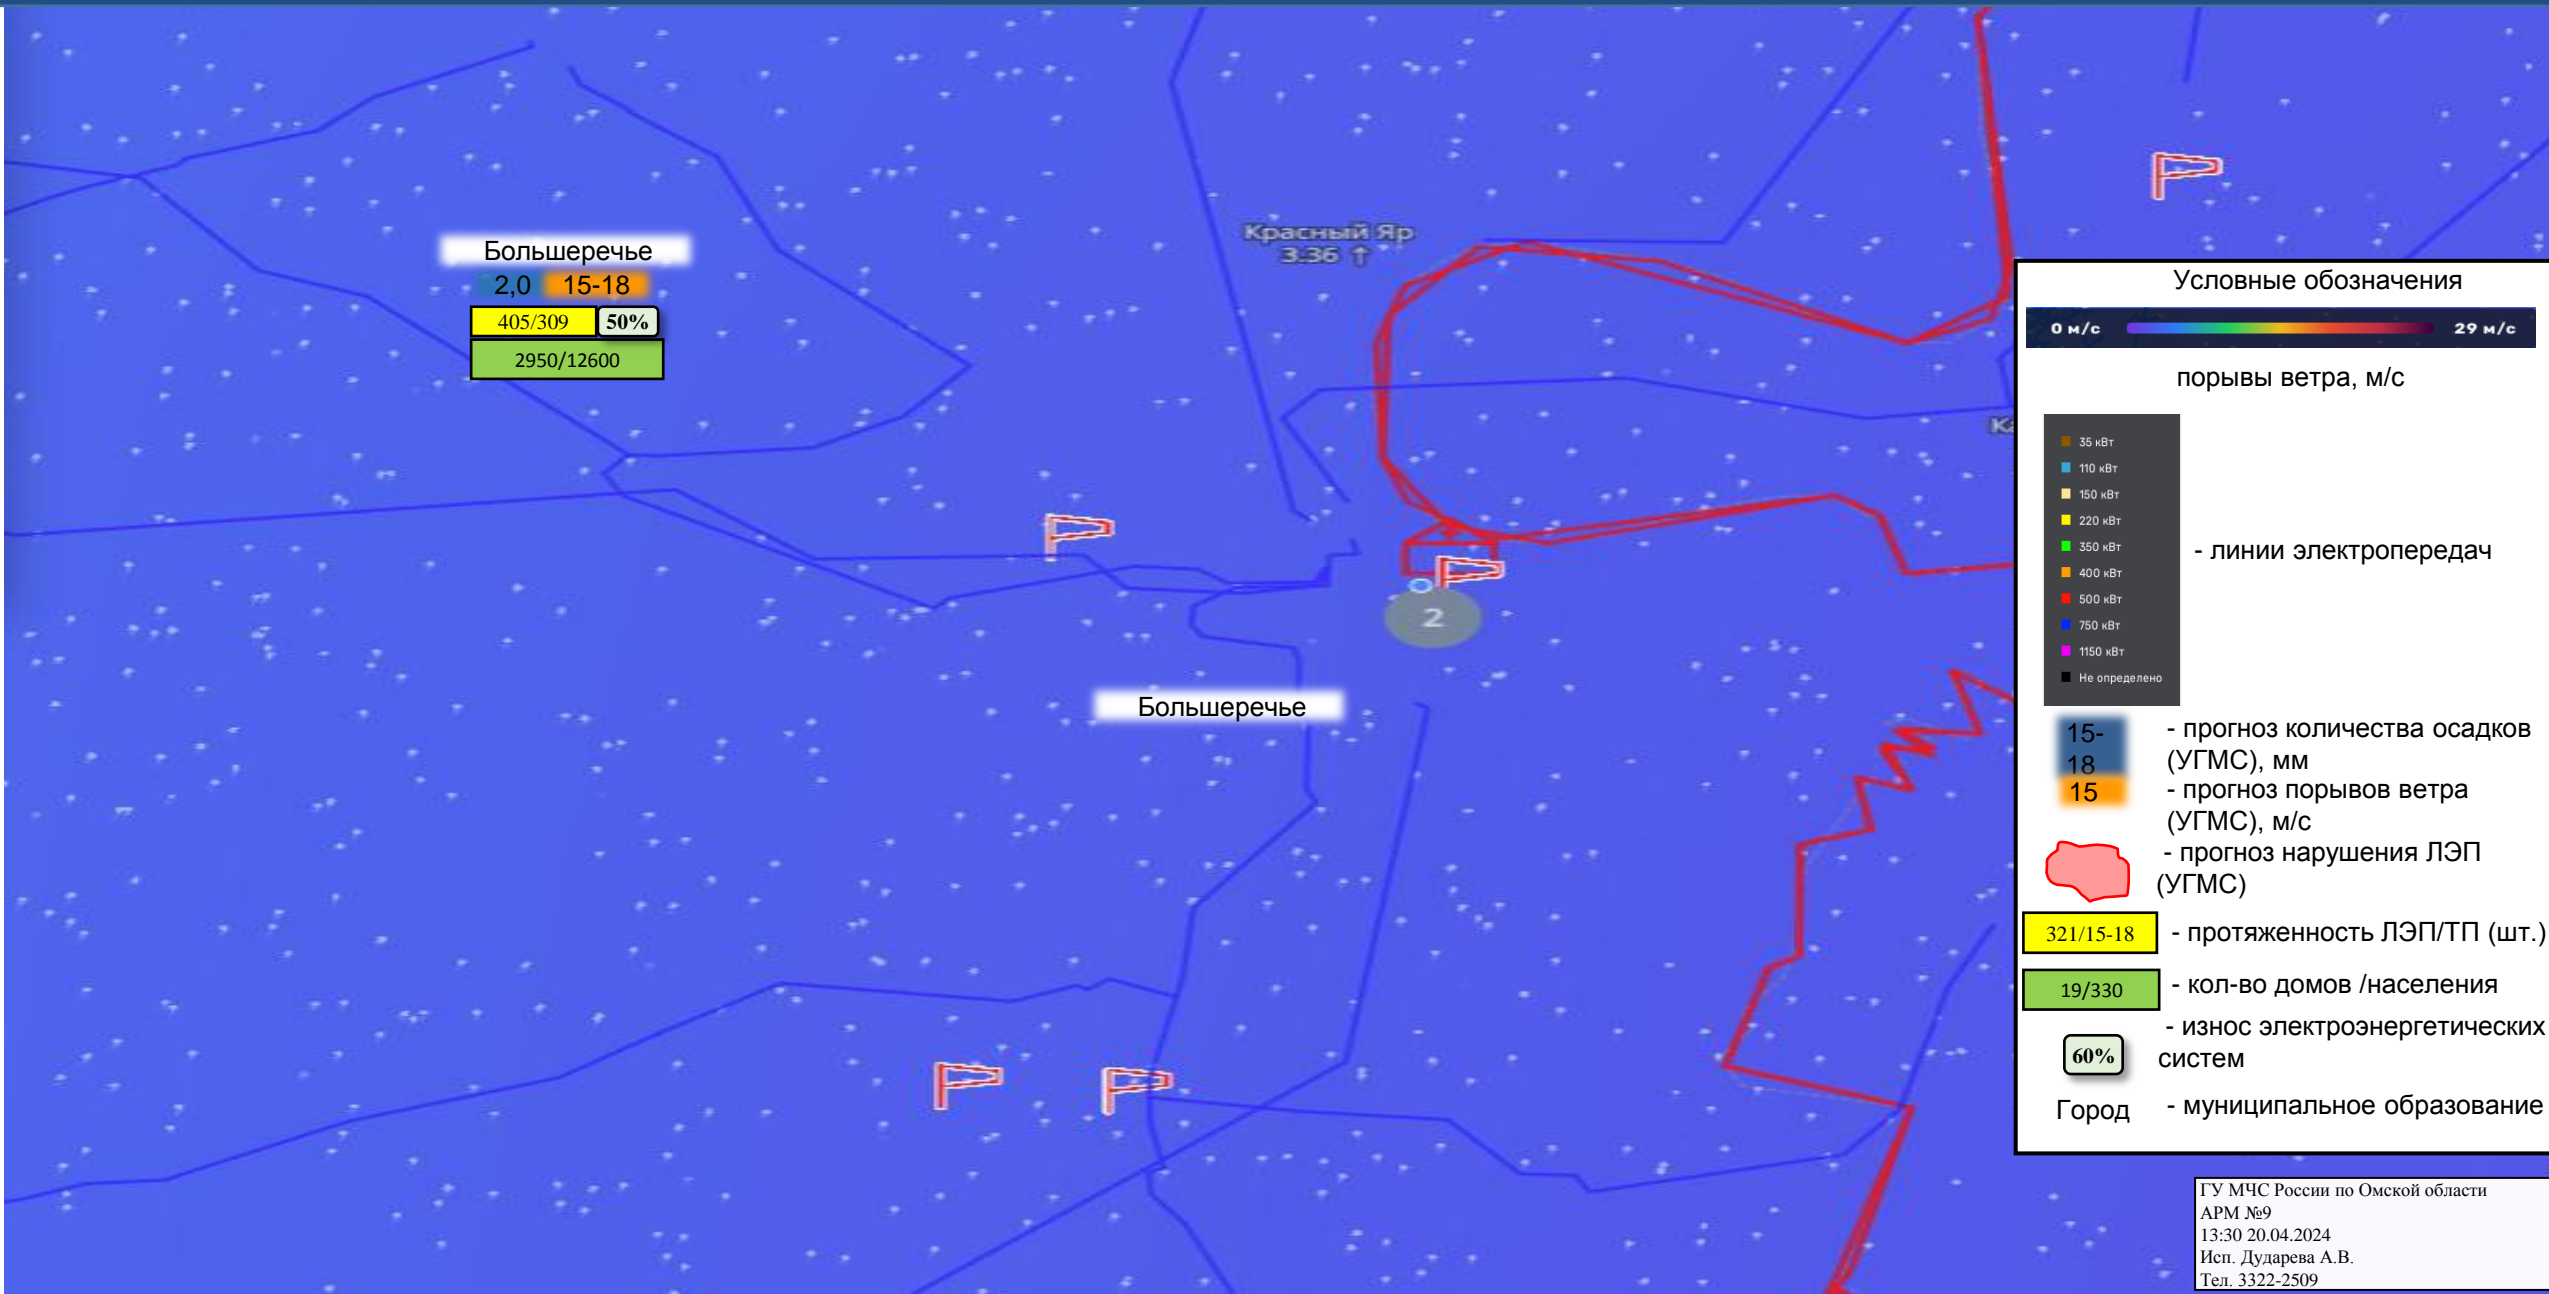 Большеречье
2,0 15-18
405/309 50%
2950/12600
Красный Яр
3.36 ↑
2
Большеречье
Условные обозначения
0 м/с 29 м/с
порывы ветра, м/с
35 кВт
110 кВт
150 кВт
220 кВт
350 кВт
400 кВт
500 кВт
750 кВт
1150 кВт
Не определено
- линии электропередач
15-
18
- прогноз количества осадков
(УГМС), мм
15
- прогноз порывов ветра
(УГМС), м/с
- прогноз нарушения ЛЭП
(УГМС)
321/15-18 - протяженность ЛЭП/ТП (шт.)
19/330 - кол-во домов /населения
60%
- износ электроэнергетических
систем
Город - муниципальное образование
ГУ МЧС России по Омской области
АРМ №9
13:30 20.04.2024
Исп. Дударева А.В.
Тел. 3322-2509